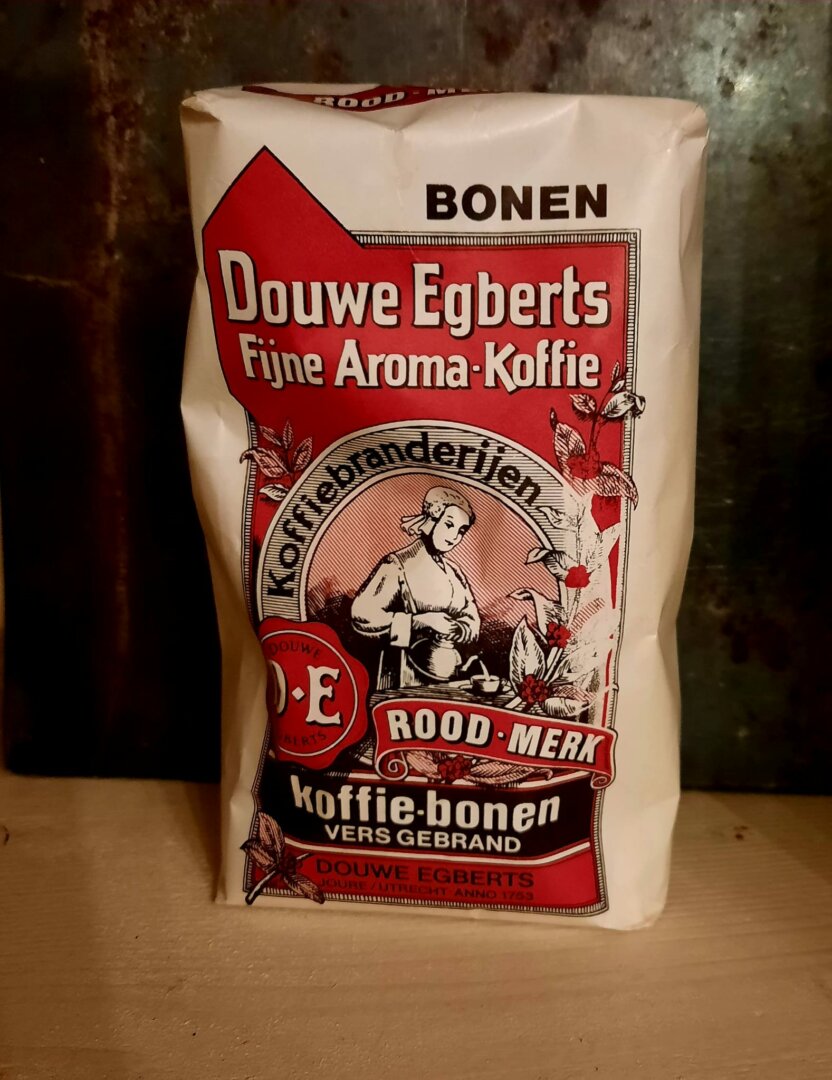 ROOD · M
BONEN
Douwe Egberts
Fijne Aroma-Koffie
Koffiebranderijen
DOUWE
D·E
EGBERTS
ROOD · MERK
koffie-bonen
VERS GEBRAND
DOUWE EGBERTS
JOURE / UTRECHT ANNO 1753